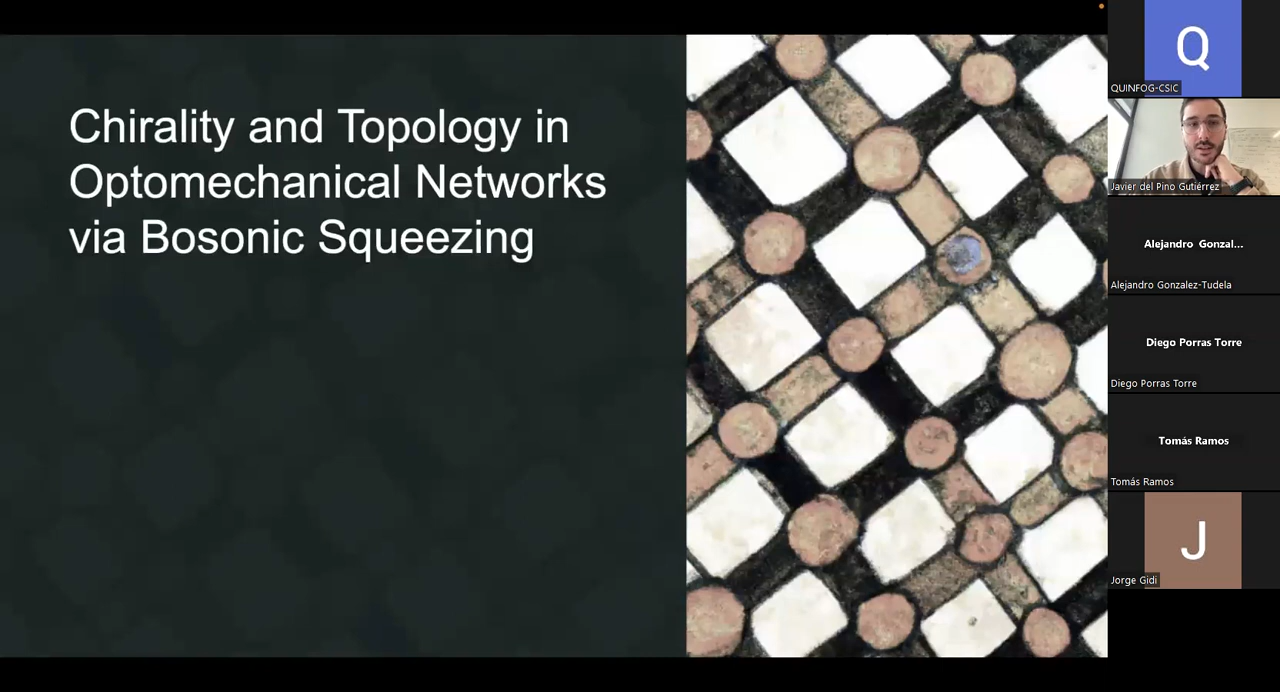 Chirality and Topology in
Optomechanical Networks
via Bosonic Squeezing
Q
QUINFOG-CSIC
Javier del Pino Gutiérrez
Alejandro Gonzal...
Alejandro Gonzalez-Tudela
Diego Porras Torre
Diego Porras Torre
Tomás Ramos
Tomás Ramos
J
Jorge Gidi